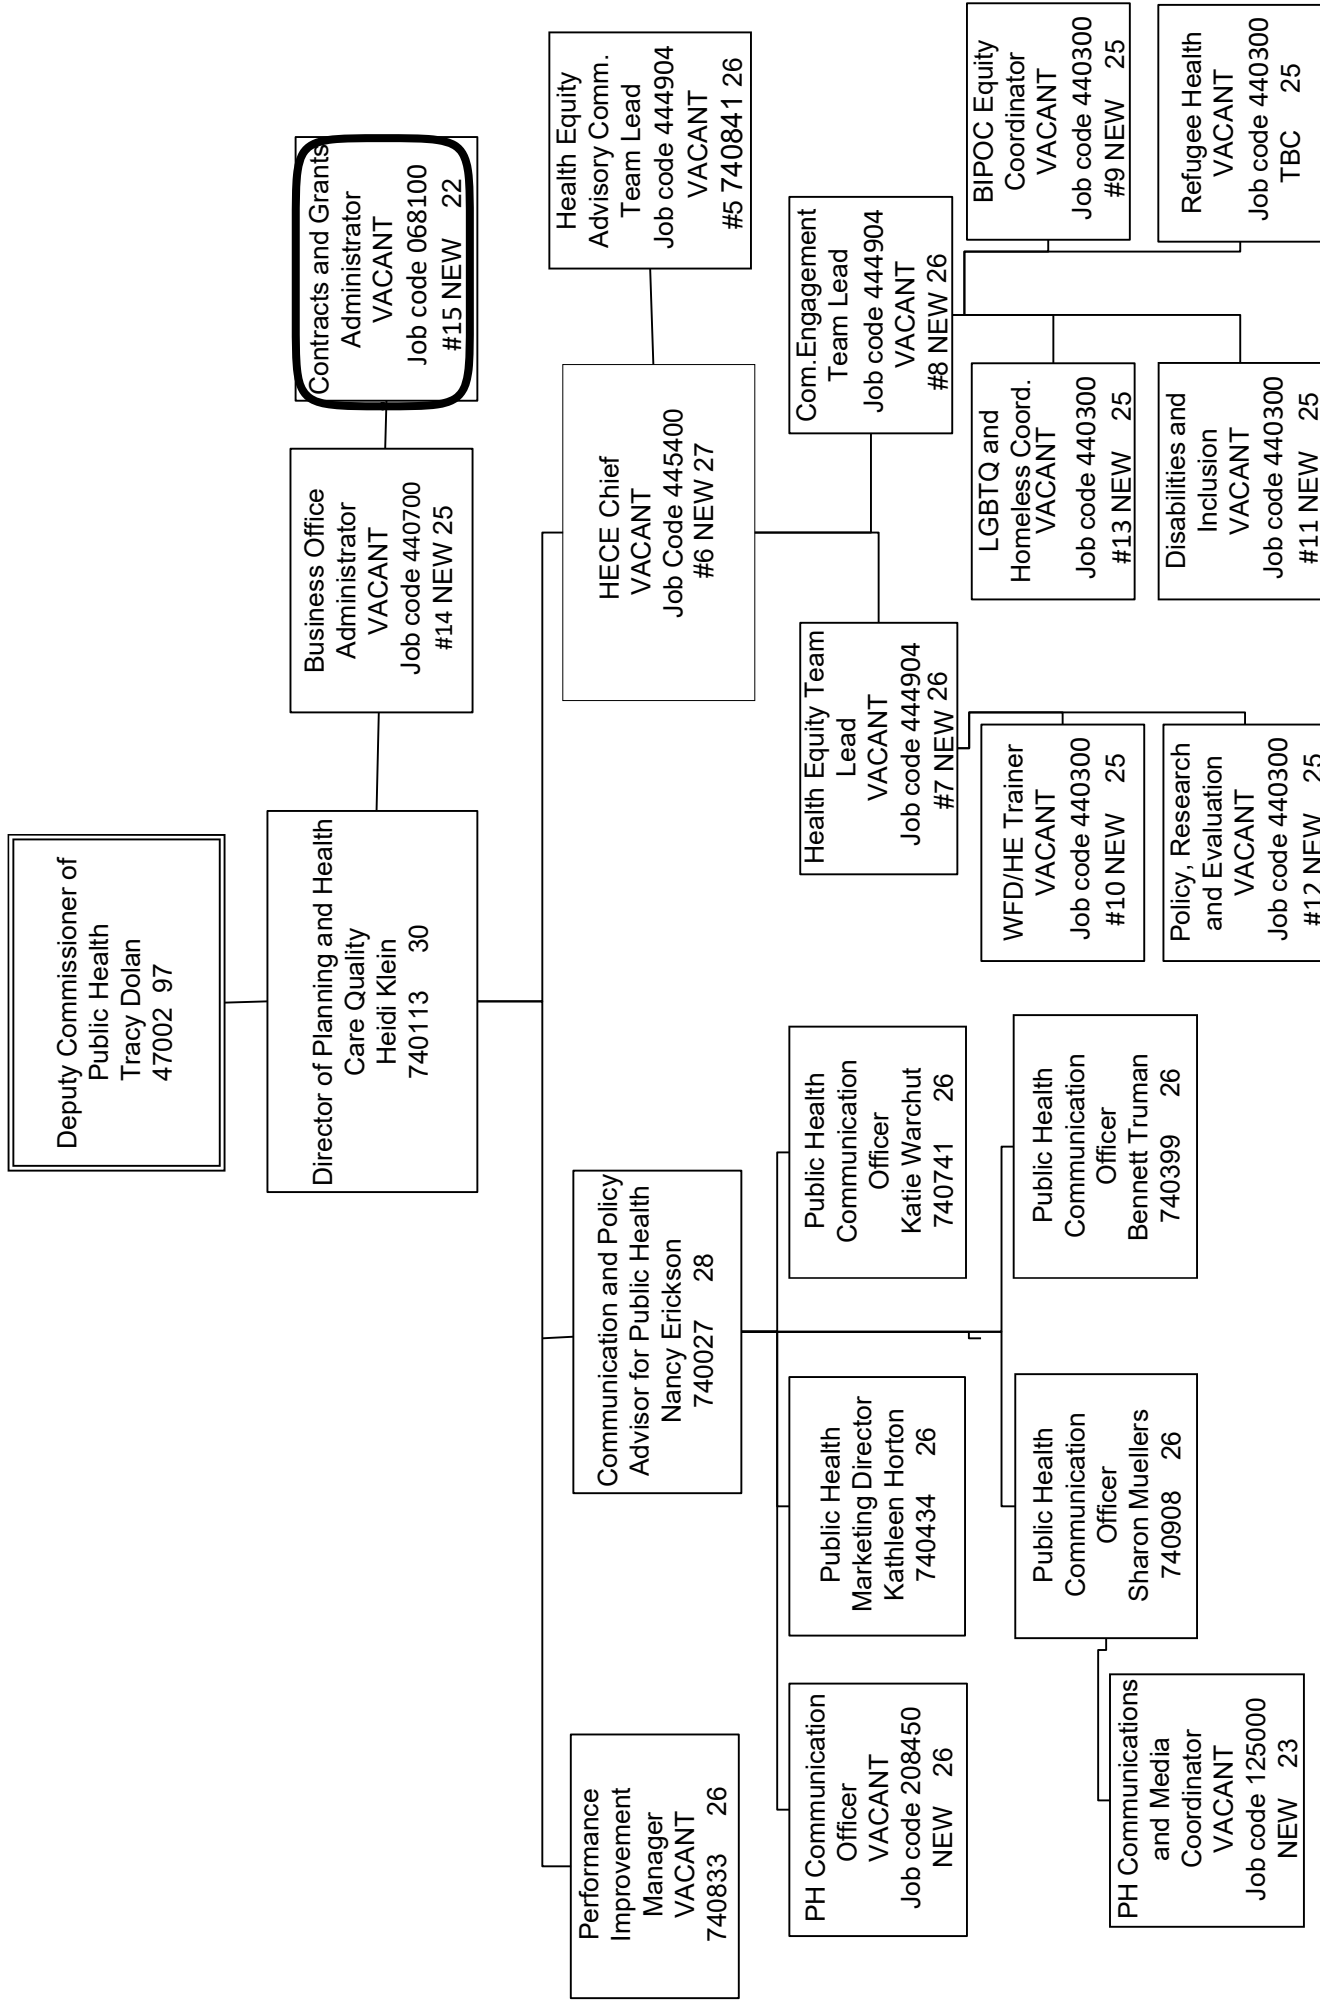 Deputy Commissioner of
Public Health
Tracy Dolan
47002 97
Director of Planning and Health
Care Quality
Heidi Klein
740113 30
Business Office
Administrator
VACANT
Job code 440700
#14 NEW 25
Contracts and Grants
Administrator
VACANT
Job code 068100
#15 NEW 22
Performance
Improvement
Manager
VACANT
740833 26
Communication and Policy
Advisor for Public Health
Nancy Erickson
740027 28
HECE Chief
VACANT
Job Code 445400
#6 NEW 27
Health Equity
Advisory Comm.
Team Lead
Job code 444904
VACANT
#5 740841 26
PH Communication
Officer
VACANT
Job code 208450
NEW 26
Public Health
Marketing Director
Kathleen Horton
740434 26
Public Health
Communication
Officer
Katie Warchut
740741 26
Health Equity Team
Lead
VACANT
Job code 444904
#7 NEW 26
Com.Engagement
Team Lead
Job code 444904
VACANT
#8 NEW 26
WFD/HE Trainer
VACANT
Job code 440300
#10 NEW 25
LGBTQ and
Homeless Coord.
VACANT
Job code 440300
#13 NEW 25
BIPOC Equity
Coordinator
VACANT
Job code 440300
#9 NEW 25
PH Communications
and Media
Coordinator
VACANT
Job code 125000
NEW 23
Public Health
Communication
Officer
Sharon Muellers
740908 26
Public Health
Communication
Officer
Bennett Truman
740399 26
Policy, Research
and Evaluation
VACANT
Job code 440300
#12 NEW 25
Disabilities and
Inclusion
VACANT
Job code 440300
#11 NEW 25
Refugee Health
VACANT
Job code 440300
TBC 25